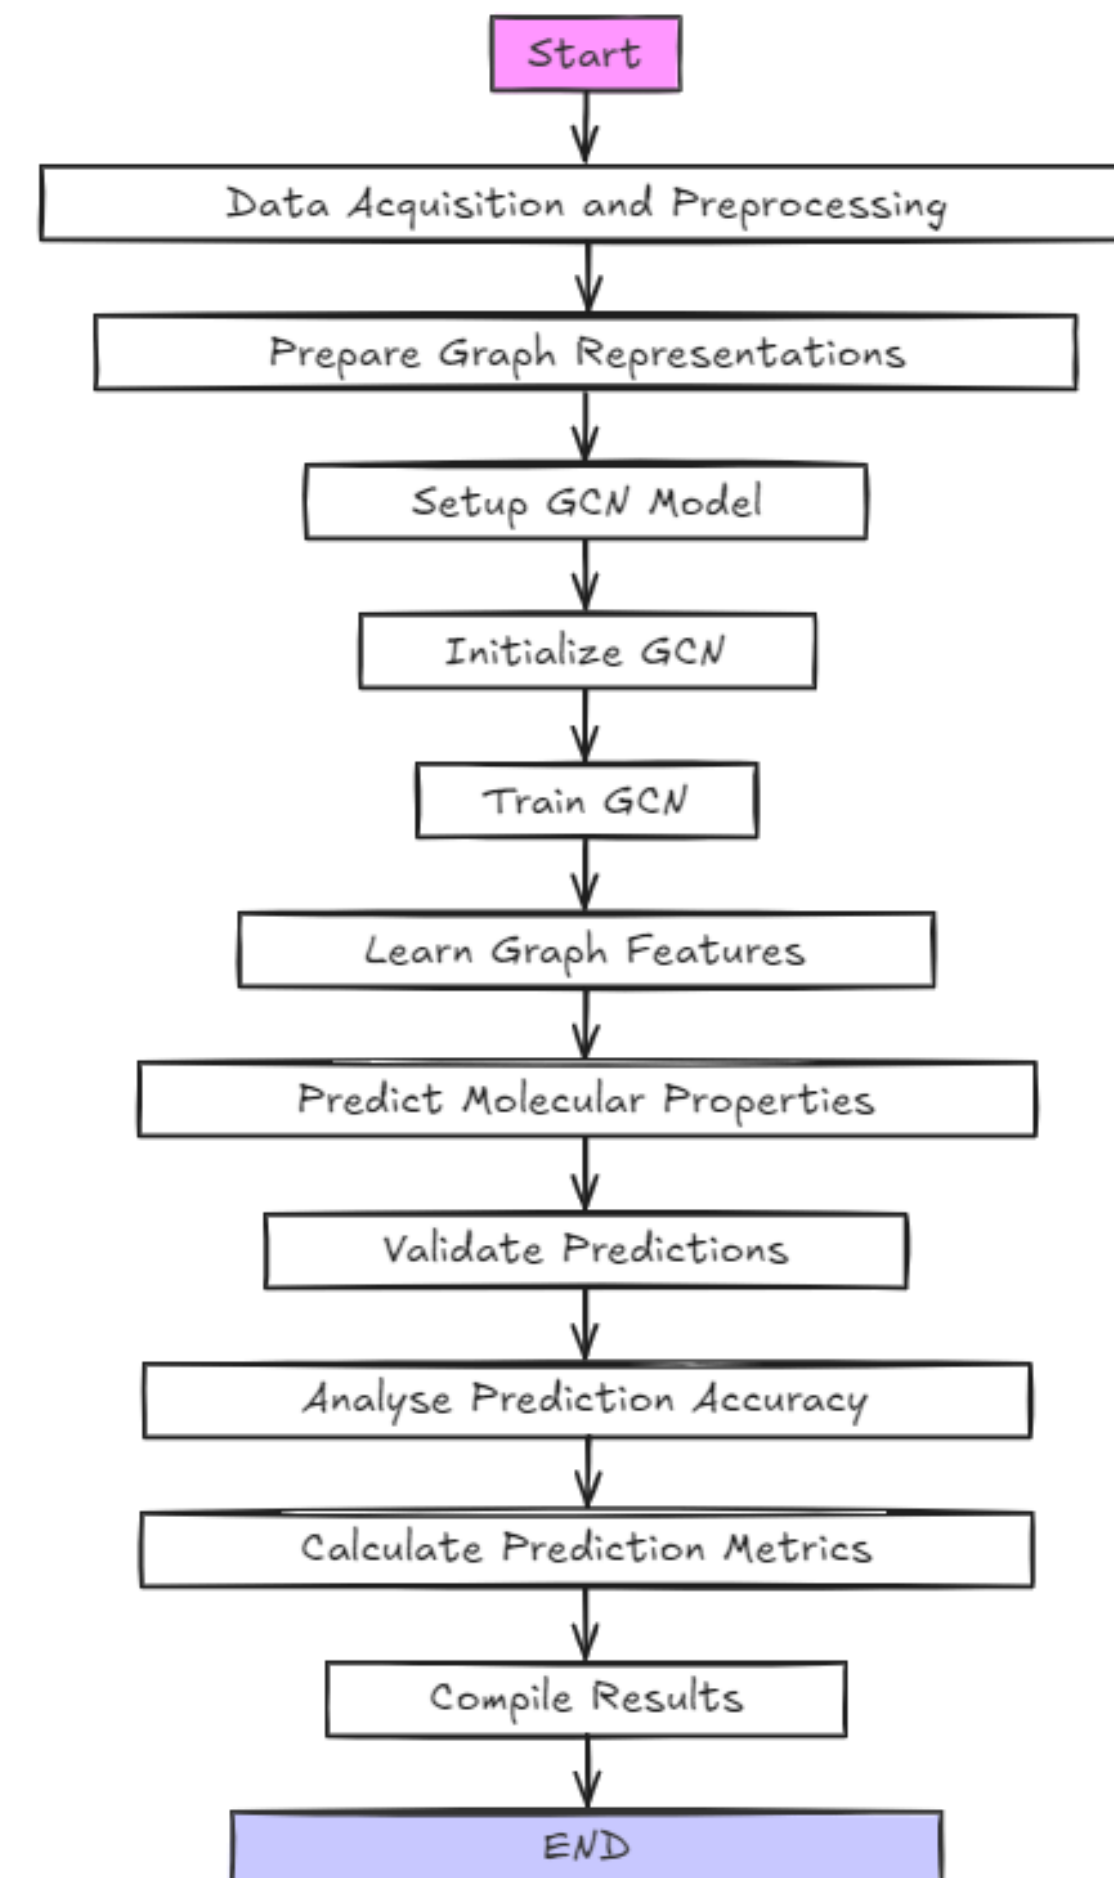 Start
Data Acquisition and Preprocessing
Prepare Graph Representations
Setup GCN Model
Initialize GCN
Train GCN
Learn Graph Features
Predict Molecular Properties
Validate Predictions
Analyse Prediction Accuracy
Calculate Prediction Metrics
Compile Results
END